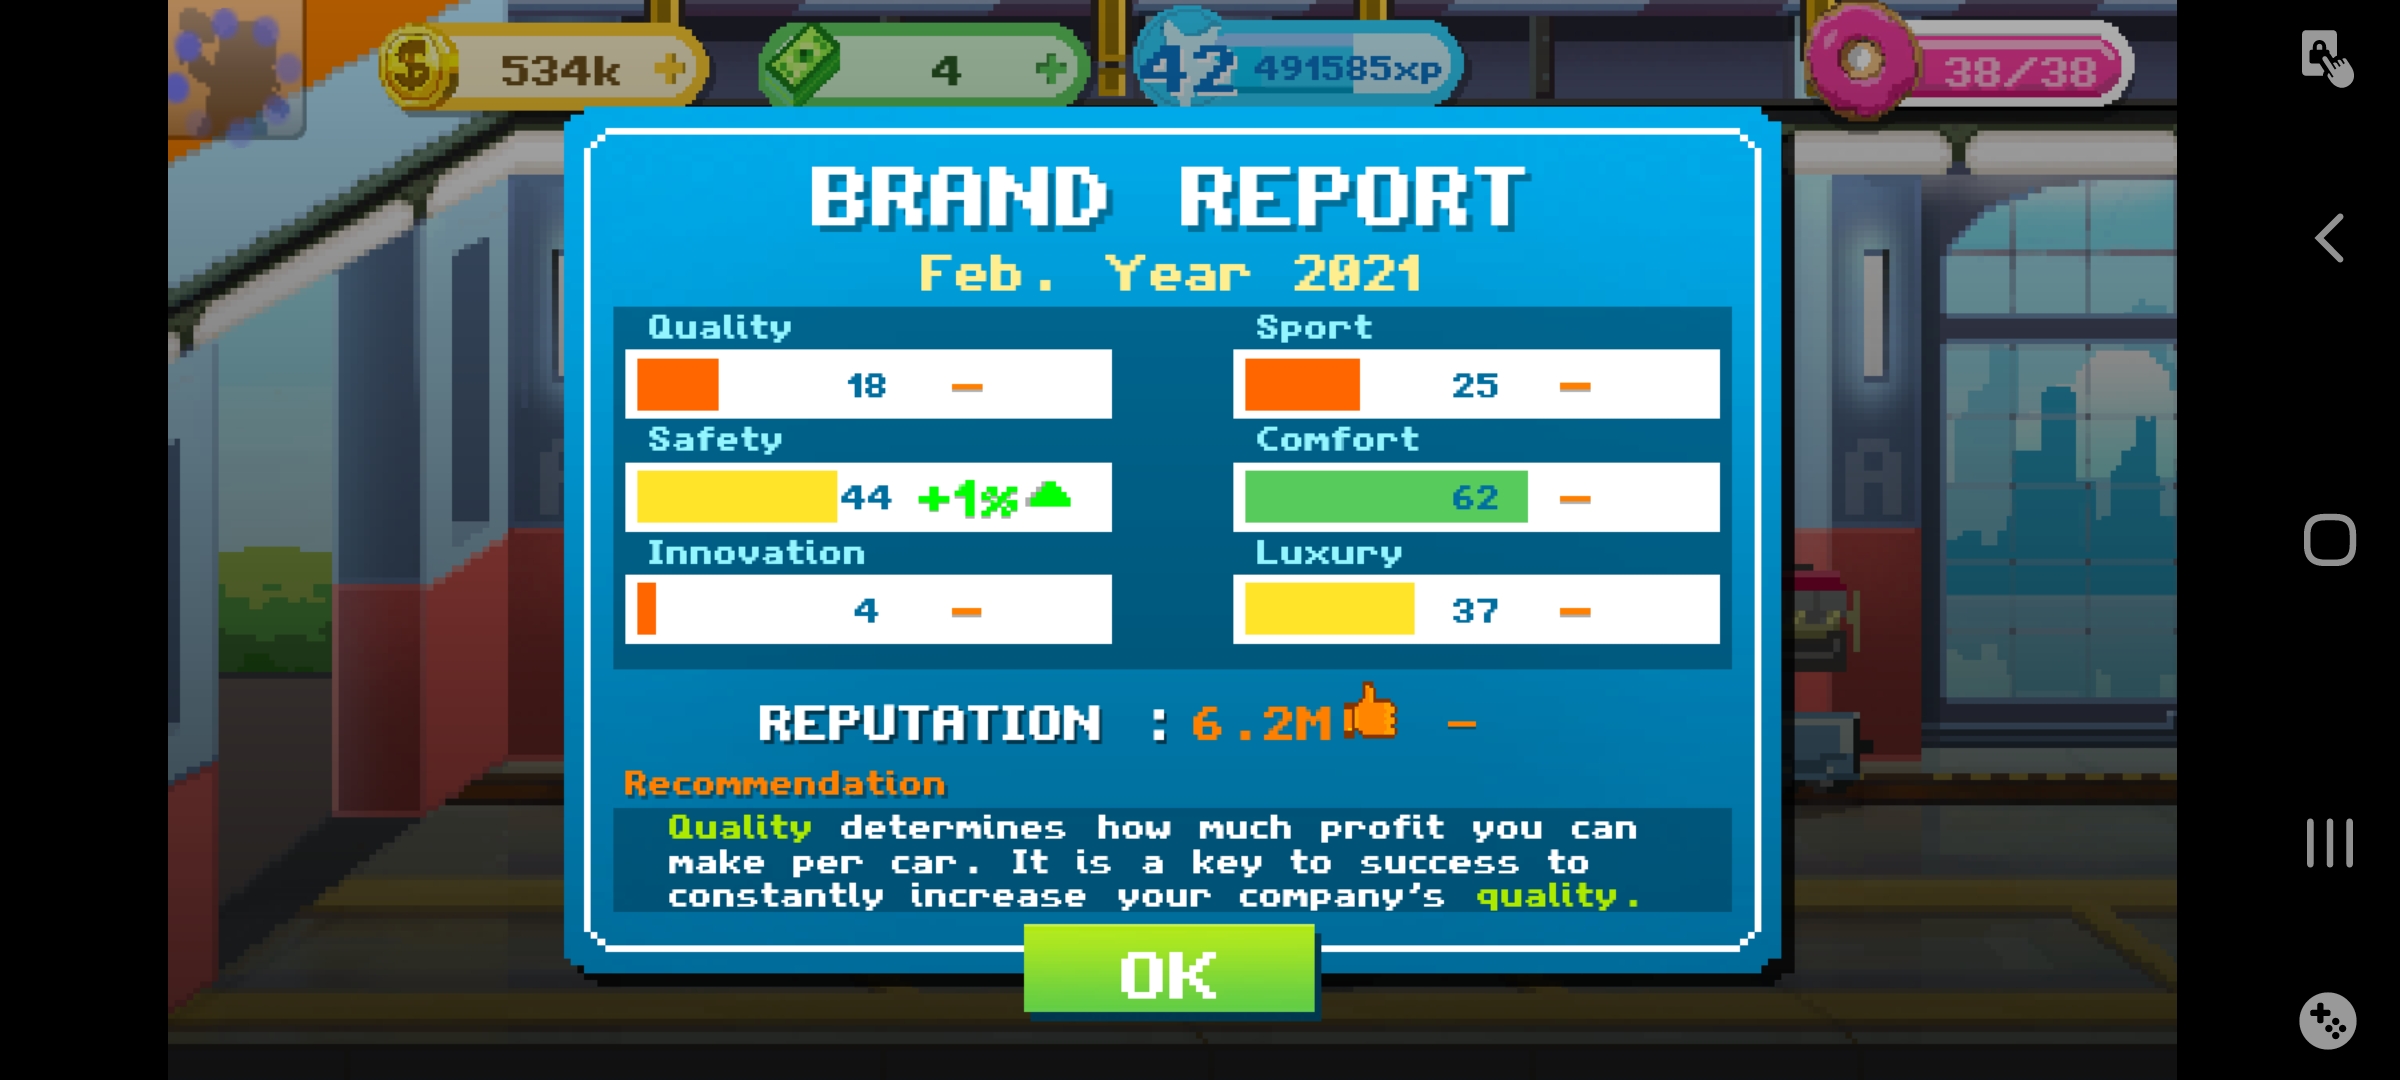 534k +
4 +
42 491585xp
38/38
BRAND REPORT
Feb. Year 2021
Quality
18 -
Sport
25 -
Safety
44 +1%
Comfort
62 -
Innovation
4 -
Luxury
37 -
REPUTATION : 6.2M -
Recommendation
Quality determines how much profit you can
make per car. It is a key to success to
constantly increase your company's quality.
OK
A